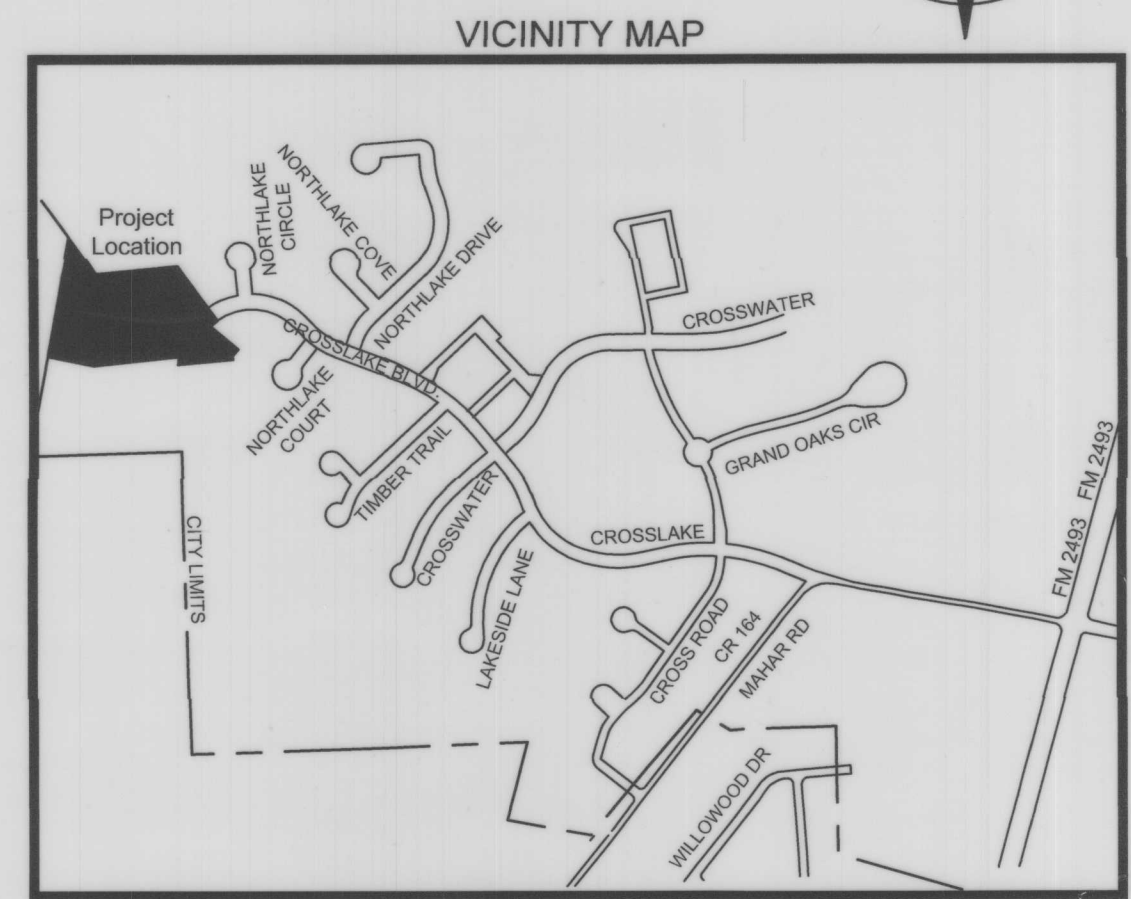 VICINITY MAP
Project
Location
NORTHLAKE
CIRCLE
NORTHLAKE COVE
NORTHLAKE DRIVE
CROSSLAKE BLVD.
NORTHLAKE
COURT
TIMBER TRAIL
CROSSWATER
CROSSWATER
GRAND OAKS CIR
CITY LIMITS
LAKESIDE LANE
CROSSLAKE
CROSS ROAD
CR 164
MAHAR RD
WILLOWOOD DR
FM 2493
FM 2493